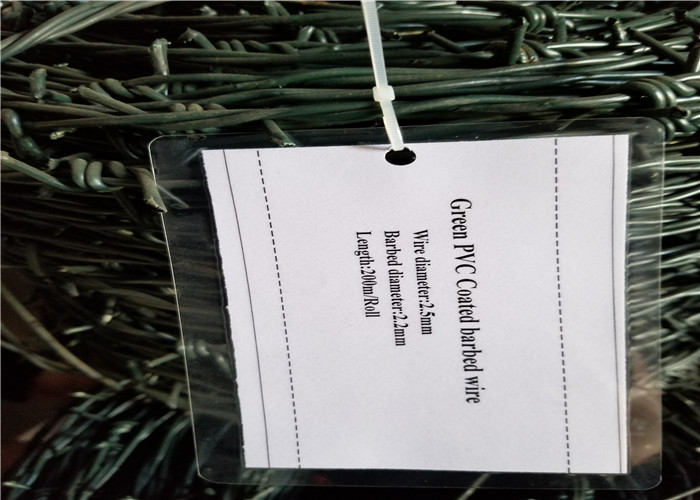 Green PVC Coated barbed wire
Wire diameter:2.5mm
Barbed diameter:2.2mm
Length:200m/Roll